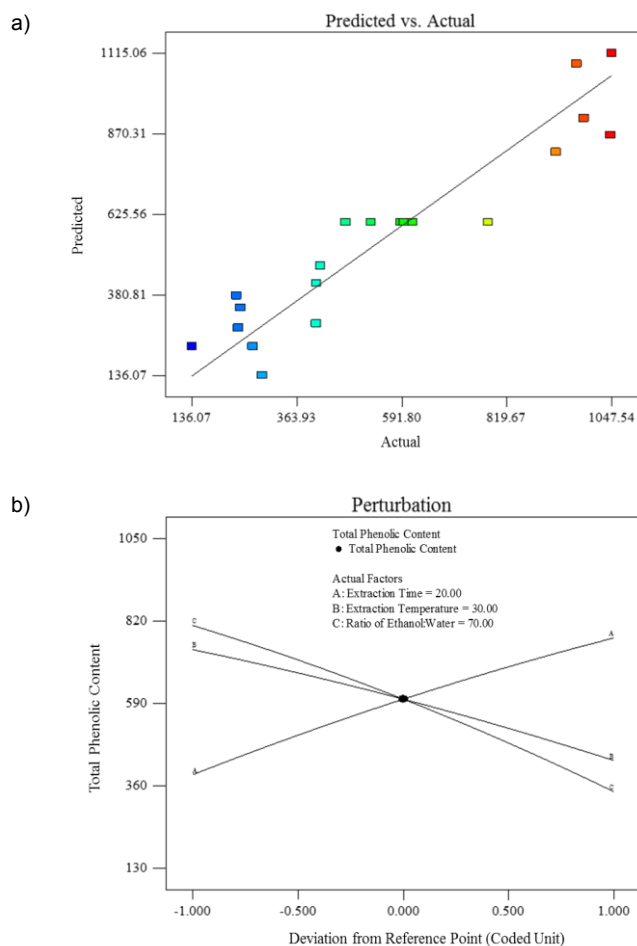 a)
Predicted vs. Actual
1115.06
870.31
625.56
380.81
136.07
Predicted
136.07
363.93
591.80
819.67
1047.54
Actual
b)
Perturbation
Total Phenolic Content
Total Phenolic Content
Actual Factors
A: Extraction Time = 20.00
B: Extraction Temperature = 30.00
C: Ratio of Ethanol:Water = 70.00
1050
820
590
360
130
Total Phenolic Content
C
B
A
A
B
C
-1.000
-0.500
0.000
0.500
1.000
Deviation from Reference Point (Coded Unit)